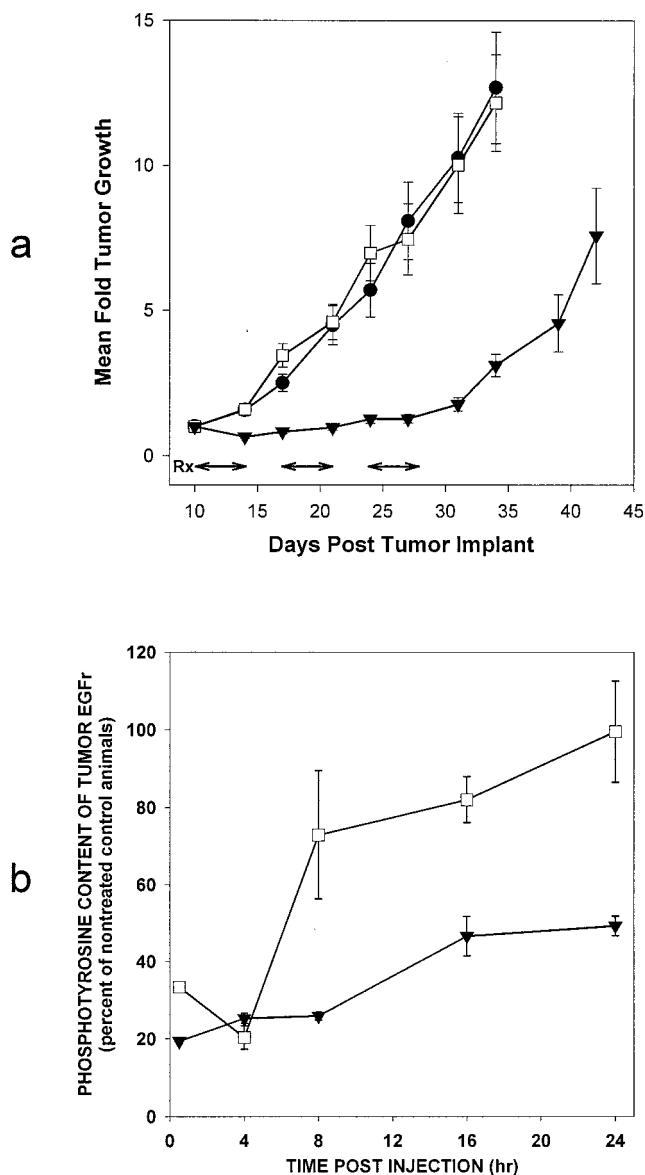 a
15
10
5
0
Mean Fold Tumor Growth
Rx
10 15 20 25 30 35 40 45
Days Post Tumor Implant
b
120
100
80
60
40
20
0
PHOSPHOTYROSINE CONTENT OF TUMOR EGFr
(percent of nontreated control animals)
0 4 8 12 16 20 24
TIME POST INJECTION (hr)